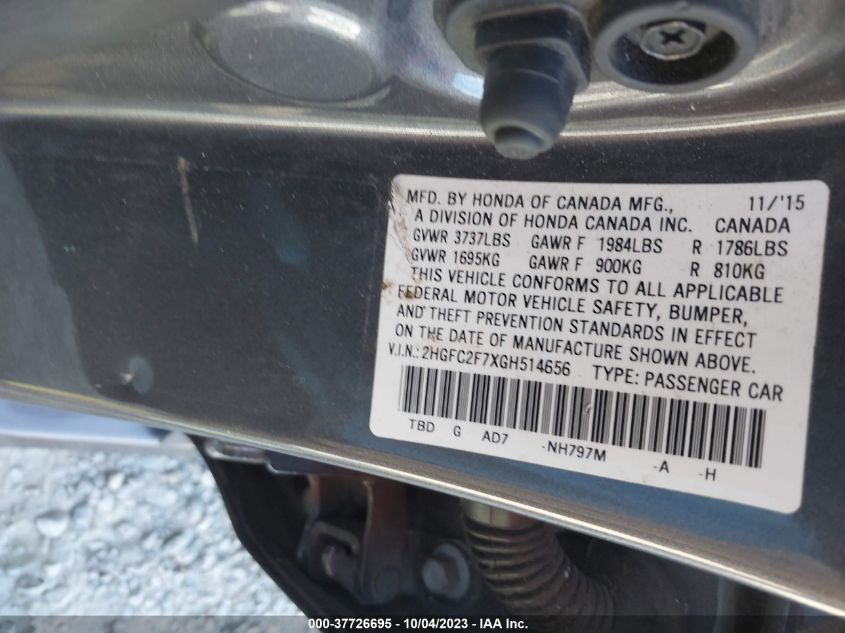 MFD. BY HONDA OF CANADA MFG., 11/'15
A DIVISION OF HONDA CANADA INC. CANADA
GVWR 3737LBS GAWR F 1984LBS R 1786LBS
GVWR 1695KG GAWR F 900KG R 810KG
THIS VEHICLE CONFORMS TO ALL APPLICABLE
FEDERAL MOTOR VEHICLE SAFETY, BUMPER,
AND THEFT PREVENTION STANDARDS IN EFFECT
ON THE DATE OF MANUFACTURE SHOWN ABOVE.
V.I.N.: 2HGFC2F7XGH514656 TYPE: PASSENGER CAR
TBD G AD7 -NH797M -A -H
000-37726695 - 10/04/2023 - IAA Inc.